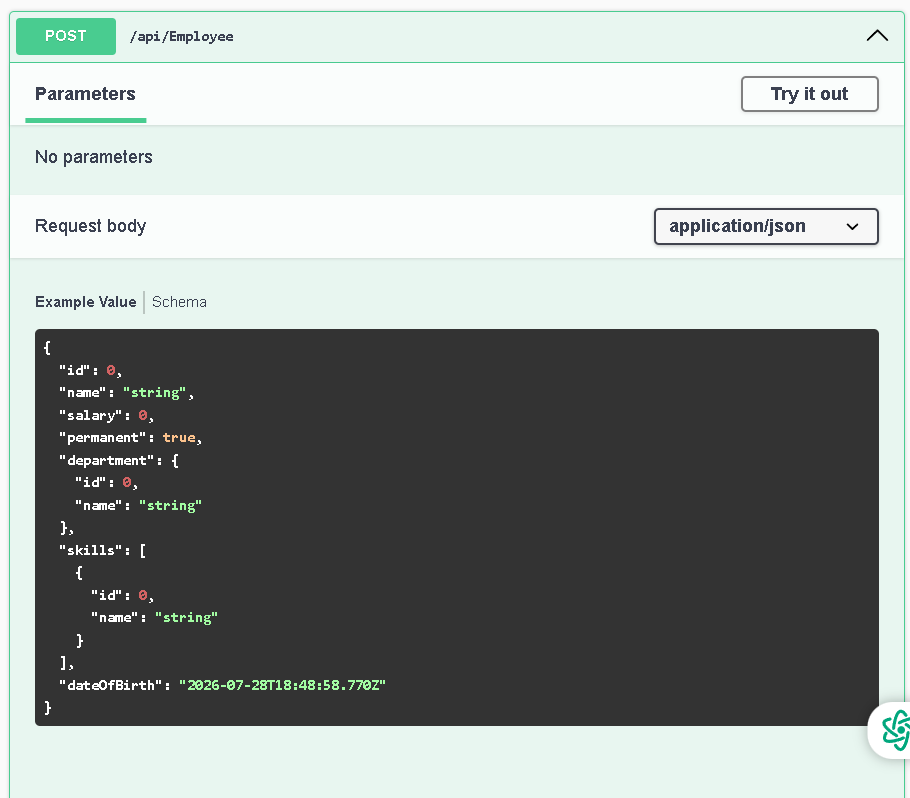 POST /api/Employee
Parameters
Try it out
No parameters
Request body
application/json
Example Value | Schema
{
  "id": 0,
  "name": "string",
  "salary": 0,
  "permanent": true,
  "department": {
    "id": 0,
    "name": "string"
  },
  "skills": [
    {
      "id": 0,
      "name": "string"
    }
  ],
  "dateOfBirth": "2026-07-28T18:48:58.770Z"
}